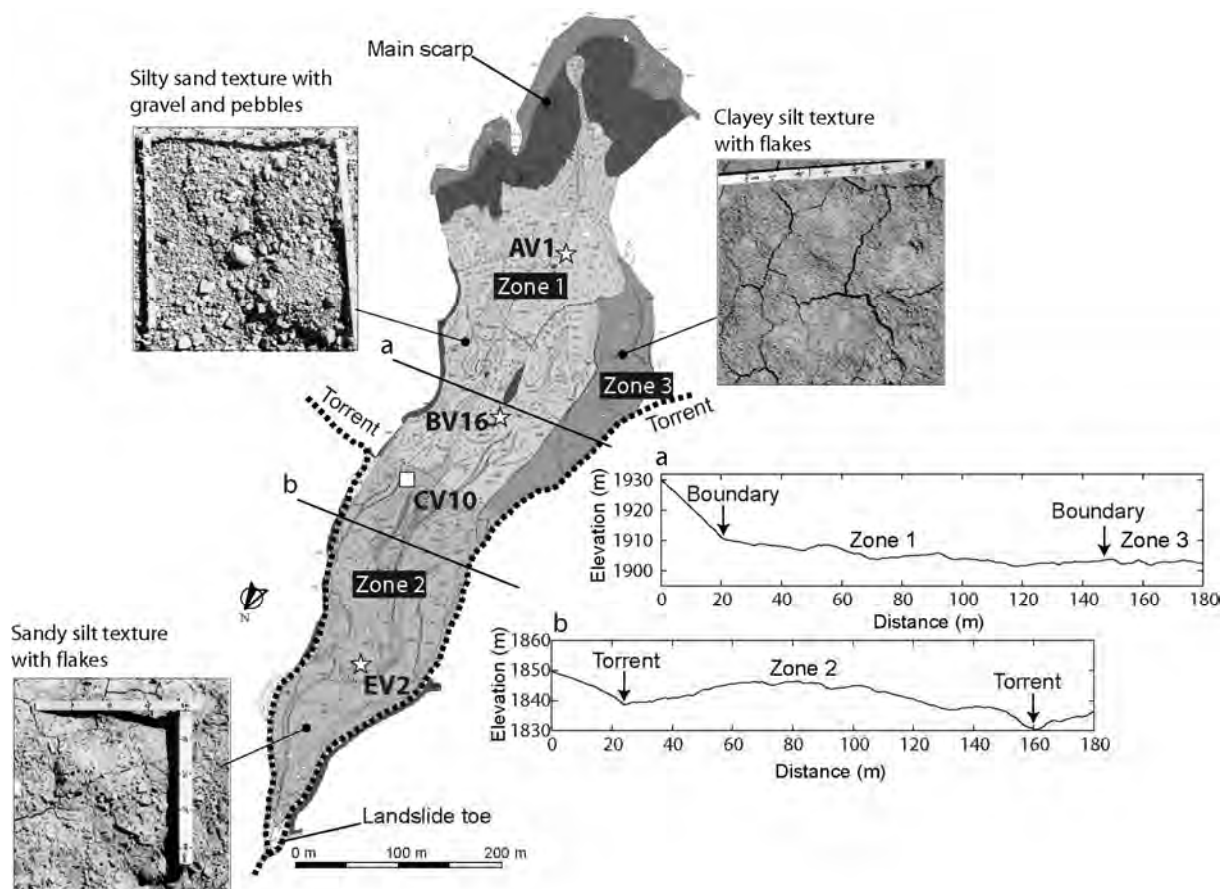 Main scarp
Silty sand texture with
gravel and pebbles
Clayey silt texture
with flakes
AV1
Zone 1
a
Zone 3
Torrent
Torrent
BV16
b
CV10
Zone 2
N
Sandy silt texture
with flakes
EV2
Landslide toe
0 m 100 m 200 m
a
Elevation (m)
1930
1920
1910
1900
Boundary
Zone 1
Boundary
Zone 3
0 20 40 60 80 100 120 140 160 180
Distance (m)
b
Elevation (m)
1860
1850
1840
1830
Torrent
Zone 2
Torrent
0 20 40 60 80 100 120 140 160 180
Distance (m)